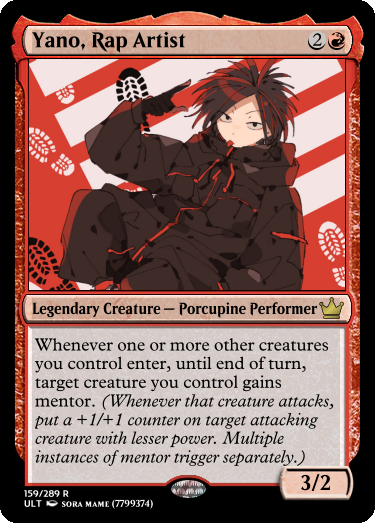 Yano, Rap Artist 2
Legendary Creature — Porcupine Performer
Whenever one or more other creatures
you control enter, until end of turn,
target creature you control gains
mentor. (Whenever that creature attacks,
put a +1/+1 counter on target attacking
creature with lesser power. Multiple
instances of mentor trigger separately.)
3/2
159/289 R
ULT SORA MAME (7799374)